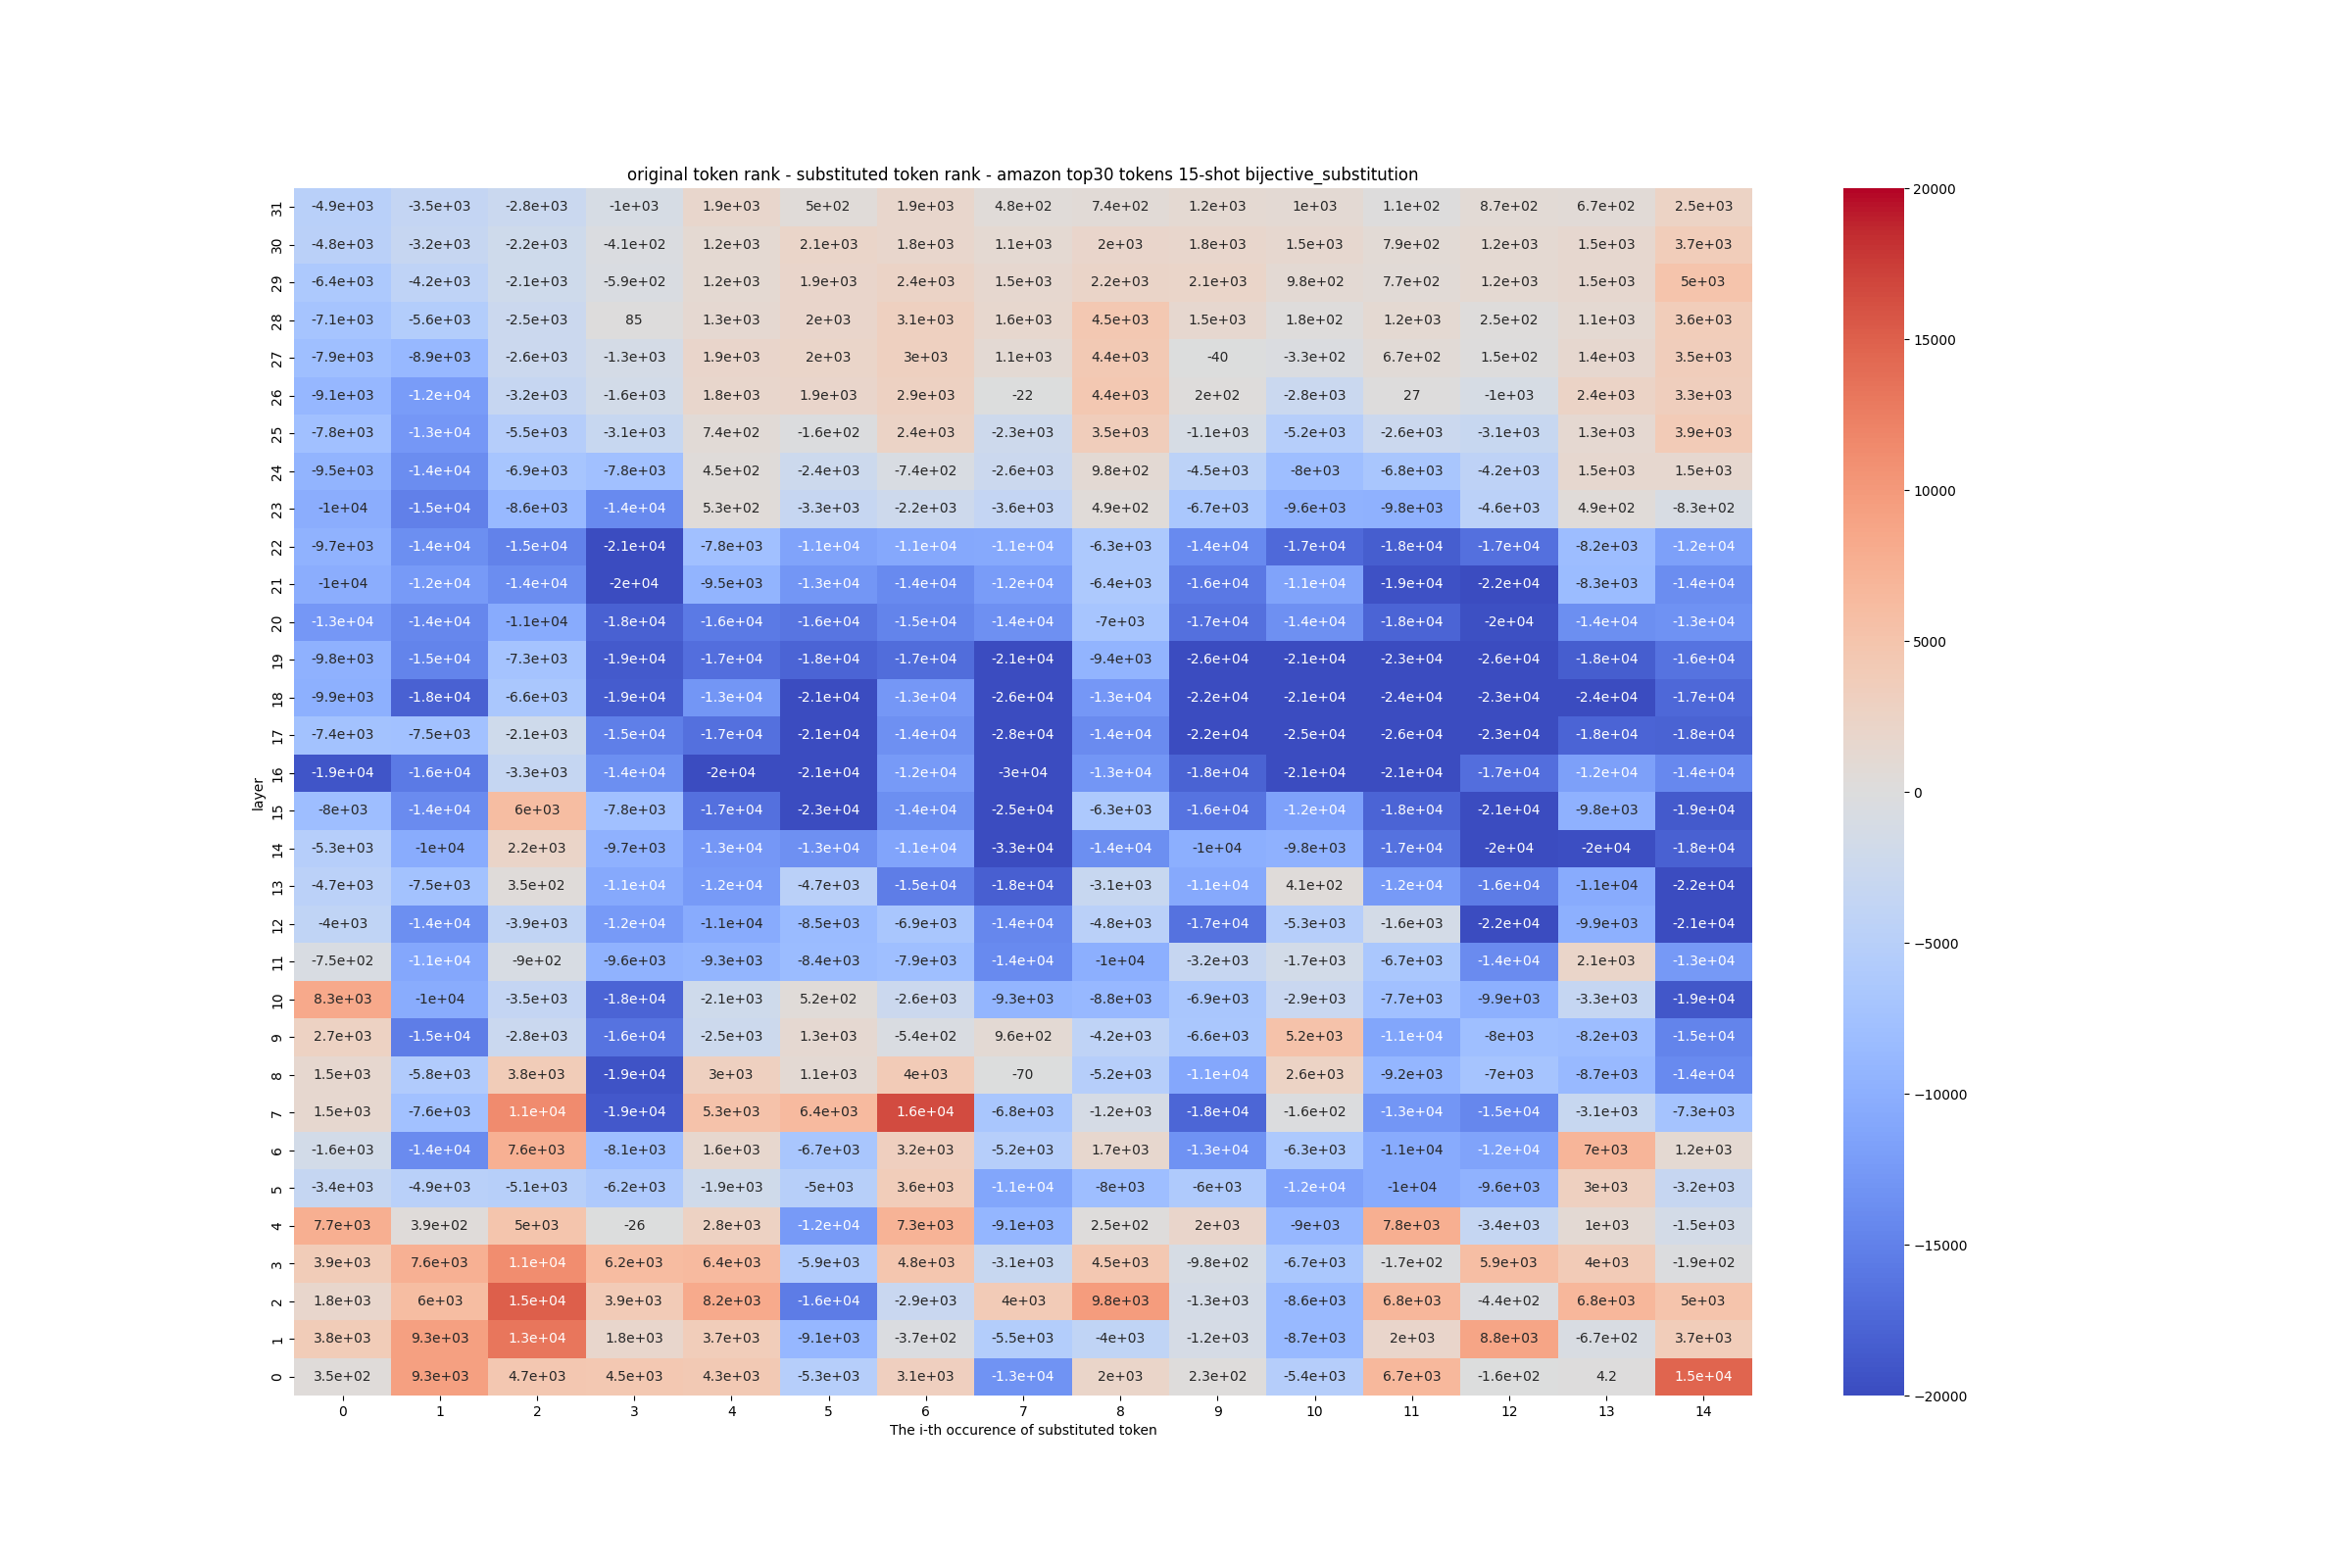 original token rank - substituted token rank - amazon top30 tokens 15-shot bijective_substitution
31 -4.9e+03 -3.5e+03 -2.8e+03 -1e+03 1.9e+03 5e+02 1.9e+03 4.8e+02 7.4e+02 1.2e+03 1e+03 1.1e+02 8.7e+02 6.7e+02 2.5e+03
30 -4.8e+03 -3.2e+03 -2.2e+03 -4.1e+02 1.2e+03 2.1e+03 1.8e+03 1.1e+03 2e+03 1.8e+03 1.5e+03 7.9e+02 1.2e+03 1.5e+03 3.7e+03
29 -6.4e+03 -4.2e+03 -2.1e+03 -5.9e+02 1.2e+03 1.9e+03 2.4e+03 1.5e+03 2.2e+03 2.1e+03 9.8e+02 7.7e+02 1.2e+03 1.5e+03 5e+03
28 -7.1e+03 -5.6e+03 -2.5e+03 85 1.3e+03 2e+03 3.1e+03 1.6e+03 4.5e+03 1.5e+03 1.8e+02 1.2e+03 2.5e+02 1.1e+03 3.6e+03
27 -7.9e+03 -8.9e+03 -2.6e+03 -1.3e+03 1.9e+03 2e+03 3e+03 1.1e+03 4.4e+03 -40 -3.3e+02 6.7e+02 1.5e+02 1.4e+03 3.5e+03
26 -9.1e+03 -1.2e+04 -3.2e+03 -1.6e+03 1.8e+03 1.9e+03 2.9e+03 -22 4.4e+03 2e+02 -2.8e+03 27 -1e+03 2.4e+03 3.3e+03
25 -7.8e+03 -1.3e+04 -5.5e+03 -3.1e+03 7.4e+02 -1.6e+02 2.4e+03 -2.3e+03 3.5e+03 -1.1e+03 -5.2e+03 -2.6e+03 -3.1e+03 1.3e+03 3.9e+03
24 -9.5e+03 -1.4e+04 -6.9e+03 -7.8e+03 4.5e+02 -2.4e+03 -7.4e+02 -2.6e+03 9.8e+02 -4.5e+03 -8e+03 -6.8e+03 -4.2e+03 1.5e+03 1.5e+03
23 -1e+04 -1.5e+04 -8.6e+03 -1.4e+04 5.3e+02 -3.3e+03 -2.2e+03 -3.6e+03 4.9e+02 -6.7e+03 -9.6e+03 -9.8e+03 -4.6e+03 4.9e+02 -8.3e+02
22 -9.7e+03 -1.4e+04 -1.5e+04 -2.1e+04 -7.8e+03 -1.1e+04 -1.1e+04 -1.1e+04 -6.3e+03 -1.4e+04 -1.7e+04 -1.8e+04 -1.7e+04 -8.2e+03 -1.2e+04
21 -1e+04 -1.2e+04 -1.4e+04 -2e+04 -9.5e+03 -1.3e+04 -1.4e+04 -1.2e+04 -6.4e+03 -1.6e+04 -1.1e+04 -1.9e+04 -2.2e+04 -8.3e+03 -1.4e+04
20 -1.3e+04 -1.4e+04 -1.1e+04 -1.8e+04 -1.6e+04 -1.6e+04 -1.5e+04 -1.4e+04 -7e+03 -1.7e+04 -1.4e+04 -1.8e+04 -2e+04 -1.4e+04 -1.3e+04
19 -9.8e+03 -1.5e+04 -7.3e+03 -1.9e+04 -1.7e+04 -1.8e+04 -1.7e+04 -2.1e+04 -9.4e+03 -2.6e+04 -2.1e+04 -2.3e+04 -2.6e+04 -1.8e+04 -1.6e+04
18 -9.9e+03 -1.8e+04 -6.6e+03 -1.9e+04 -1.3e+04 -2.1e+04 -1.3e+04 -2.6e+04 -1.3e+04 -2.2e+04 -2.1e+04 -2.4e+04 -2.3e+04 -2.4e+04 -1.7e+04
17 -7.4e+03 -7.5e+03 -2.1e+03 -1.5e+04 -1.7e+04 -2.1e+04 -1.4e+04 -2.8e+04 -1.4e+04 -2.2e+04 -2.5e+04 -2.6e+04 -2.3e+04 -1.8e+04 -1.8e+04
16 -1.9e+04 -1.6e+04 -3.3e+03 -1.4e+04 -2e+04 -2.1e+04 -1.2e+04 -3e+04 -1.3e+04 -1.8e+04 -2.1e+04 -2.1e+04 -1.7e+04 -1.2e+04 -1.4e+04
15 -8e+03 -1.4e+04 6e+03 -7.8e+03 -1.7e+04 -2.3e+04 -1.4e+04 -2.5e+04 -6.3e+03 -1.6e+04 -1.2e+04 -1.8e+04 -2.1e+04 -9.8e+03 -1.9e+04
14 -5.3e+03 -1e+04 2.2e+03 -9.7e+03 -1.3e+04 -1.3e+04 -1.1e+04 -3.3e+04 -1.4e+04 -1e+04 -9.8e+03 -1.7e+04 -2e+04 -2e+04 -1.8e+04
13 -4.7e+03 -7.5e+03 3.5e+02 -1.1e+04 -1.2e+04 -4.7e+03 -1.5e+04 -1.8e+04 -3.1e+03 -1.1e+04 4.1e+02 -1.2e+04 -1.6e+04 -1.1e+04 -2.2e+04
12 -4e+03 -1.4e+04 -3.9e+03 -1.2e+04 -1.1e+04 -8.5e+03 -6.9e+03 -1.4e+04 -4.8e+03 -1.7e+04 -5.3e+03 -1.6e+03 -2.2e+04 -9.9e+03 -2.1e+04
11 -7.5e+02 -1.1e+04 -9e+02 -9.6e+03 -9.3e+03 -8.4e+03 -7.9e+03 -1.4e+04 -1e+04 -3.2e+03 -1.7e+03 -6.7e+03 -1.4e+04 2.1e+03 -1.3e+04
10 8.3e+03 -1e+04 -3.5e+03 -1.8e+04 -2.1e+03 5.2e+02 -2.6e+03 -9.3e+03 -8.8e+03 -6.9e+03 -2.9e+03 -7.7e+03 -9.9e+03 -3.3e+03 -1.9e+04
9 2.7e+03 -1.5e+04 -2.8e+03 -1.6e+04 -2.5e+03 1.3e+03 -5.4e+02 9.6e+02 -4.2e+03 -6.6e+03 5.2e+03 -1.1e+04 -8e+03 -8.2e+03 -1.5e+04
8 1.5e+03 -5.8e+03 3.8e+03 -1.9e+04 3e+03 1.1e+03 4e+03 -70 -5.2e+03 -1.1e+04 2.6e+03 -9.2e+03 -7e+03 -8.7e+03 -1.4e+04
7 1.5e+03 -7.6e+03 1.1e+04 -1.9e+04 5.3e+03 6.4e+03 1.6e+04 -6.8e+03 -1.2e+03 -1.8e+04 -1.6e+02 -1.3e+04 -1.5e+04 -3.1e+03 -7.3e+03
6 -1.6e+03 -1.4e+04 7.6e+03 -8.1e+03 1.6e+03 -6.7e+03 3.2e+03 -5.2e+03 1.7e+03 -1.3e+04 -6.3e+03 -1.1e+04 -1.2e+04 7e+03 1.2e+03
5 -3.4e+03 -4.9e+03 -5.1e+03 -6.2e+03 -1.9e+03 -5e+03 3.6e+03 -1.1e+04 -8e+03 -6e+03 -1.2e+04 -1e+04 -9.6e+03 3e+03 -3.2e+03
4 7.7e+03 3.9e+02 5e+03 -26 2.8e+03 -1.2e+04 7.3e+03 -9.1e+03 2.5e+02 2e+03 -9e+03 7.8e+03 -3.4e+03 1e+03 -1.5e+03
3 3.9e+03 7.6e+03 1.1e+04 6.2e+03 6.4e+03 -5.9e+03 4.8e+03 -3.1e+03 4.5e+03 -9.8e+02 -6.7e+03 -1.7e+02 5.9e+03 4e+03 -1.9e+02
2 1.8e+03 6e+03 1.5e+04 3.9e+03 8.2e+03 -1.6e+04 -2.9e+03 4e+03 9.8e+03 -1.3e+03 -8.6e+03 6.8e+03 -4.4e+02 6.8e+03 5e+03
1 3.8e+03 9.3e+03 1.3e+04 1.8e+03 3.7e+03 -9.1e+03 -3.7e+02 -5.5e+03 -4e+03 -1.2e+03 -8.7e+03 2e+03 8.8e+03 -6.7e+02 3.7e+03
0 3.5e+02 9.3e+03 4.7e+03 4.5e+03 4.3e+03 -5.3e+03 3.1e+03 -1.3e+04 2e+03 2.3e+02 -5.4e+03 6.7e+03 -1.6e+02 4.2 1.5e+04
0 1 2 3 4 5 6 7 8 9 10 11 12 13 14
The i-th occurence of substituted token
layer
20000
15000
10000
5000
0
−5000
−10000
−15000
−20000